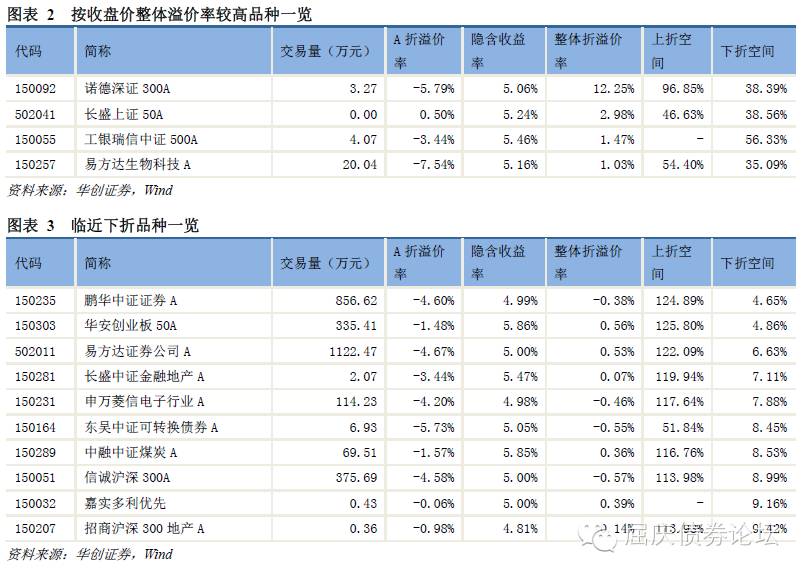 图表 2 按收盘价整体溢价率较高品种一览
代码 简称 交易量（万元） A 折溢价率 隐含收益率 整体折溢价率 上折空间 下折空间
150092 诺德深证 300A 3.27 -5.79% 5.06% 12.25% 96.85% 38.39%
502041 长盛上证 50A 0.00 0.50% 5.24% 2.98% 46.63% 38.56%
150055 工银瑞信中证 500A 4.07 -3.44% 5.46% 1.47% - 56.33%
150257 易方达生物科技 A 20.04 -7.54% 5.16% 1.03% 54.40% 35.09%
资料来源：华创证券，Wind
图表 3 临近下折品种一览
代码 简称 交易量（万元） A 折溢价率 隐含收益率 整体折溢价率 上折空间 下折空间
150235 鹏华中证证券 A 856.62 -4.60% 4.99% -0.38% 124.89% 4.65%
150303 华安创业板 50A 335.41 -1.48% 5.86% 0.56% 125.80% 4.86%
502011 易方达证券公司 A 1122.47 -4.67% 5.00% 0.53% 122.09% 6.63%
150281 长盛中证金融地产 A 2.07 -3.44% 5.47% 0.07% 119.94% 7.11%
150231 申万菱信电子行业 A 114.23 -4.20% 4.98% -0.46% 117.64% 7.88%
150164 东吴中证可转换债券 A 6.93 -5.73% 5.05% -0.55% 51.84% 8.45%
150289 中融中证煤炭 A 69.51 -1.57% 5.85% 0.36% 116.76% 8.53%
150051 信诚沪深 300A 375.69 -4.58% 5.00% -0.57% 113.98% 8.99%
150032 嘉实多利优先 0.43 -0.06% 5.00% 0.39% - 9.16%
150207 招商沪深 300 地产 A 0.36 -0.98% 4.81%
资料来源：华创证券，Wind
屈庆债券论坛